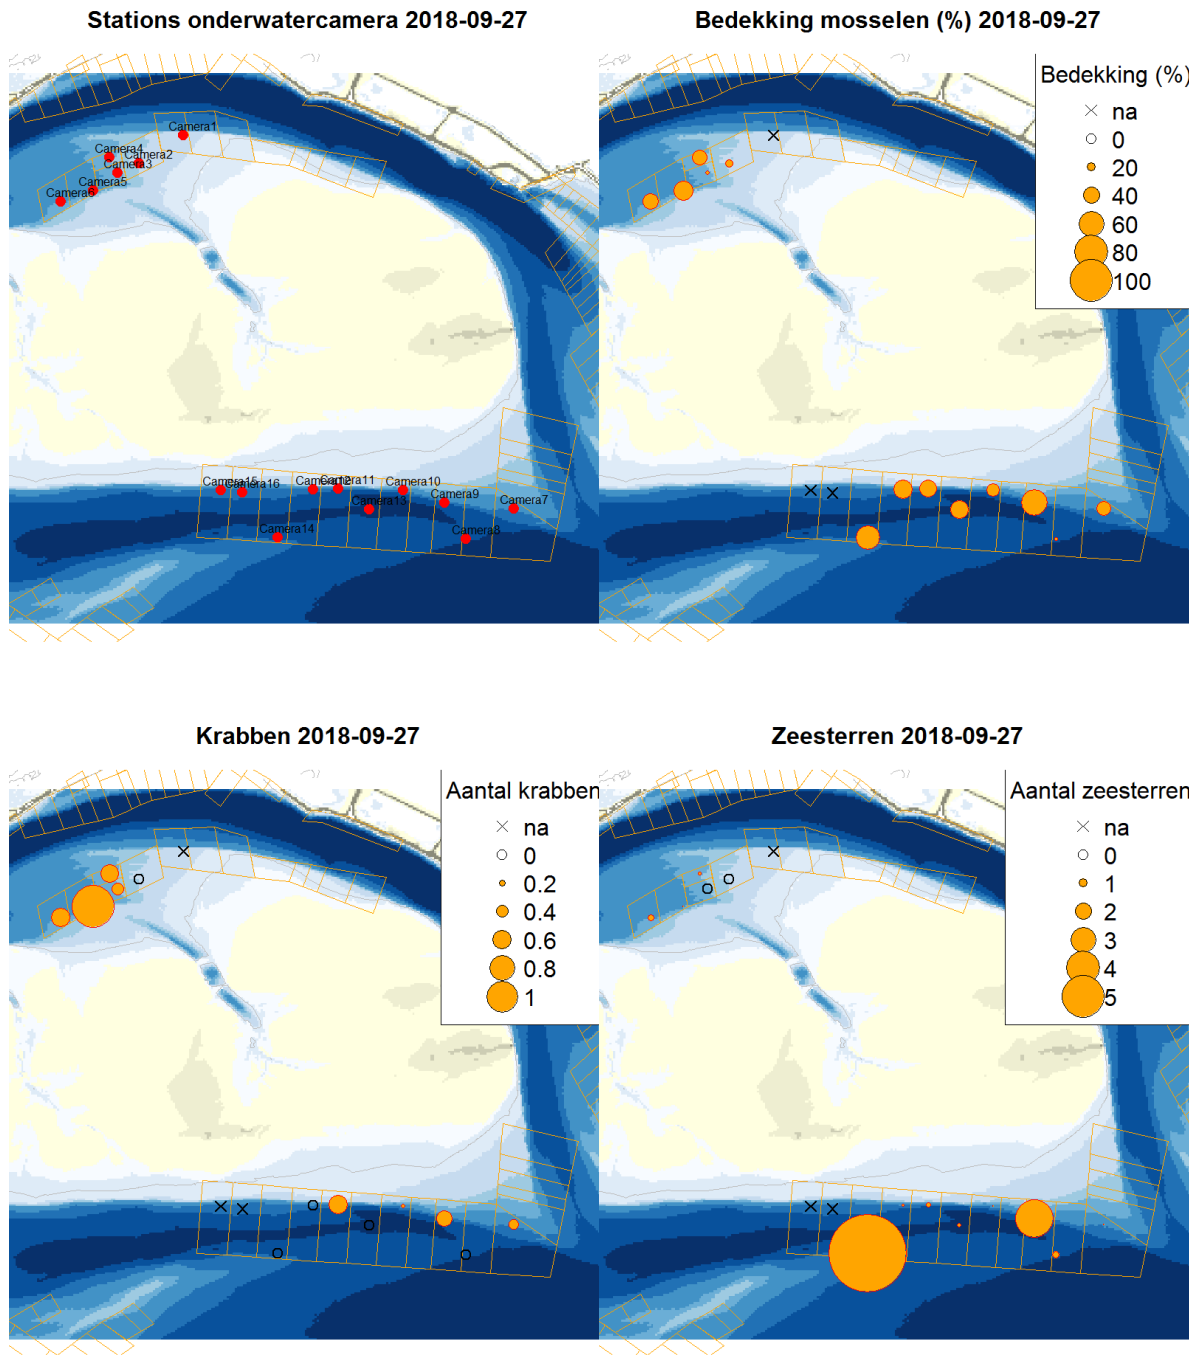 Stations onderwatercamera 2018-09-27
Camera1
Camera4
Camera2
Camera3
Camera5
Camera6
Camera15
Camera16
Camera12
Camera11
Camera10
Camera9
Camera7
Camera13
Camera14
Camera8
Bedekking mosselen (%) 2018-09-27
Bedekking (%)
na
0
20
40
60
80
100
Krabben 2018-09-27
Aantal krabben
na
0
0.2
0.4
0.6
0.8
1
Zeesterren 2018-09-27
Aantal zeesterren
na
0
1
2
3
4
5